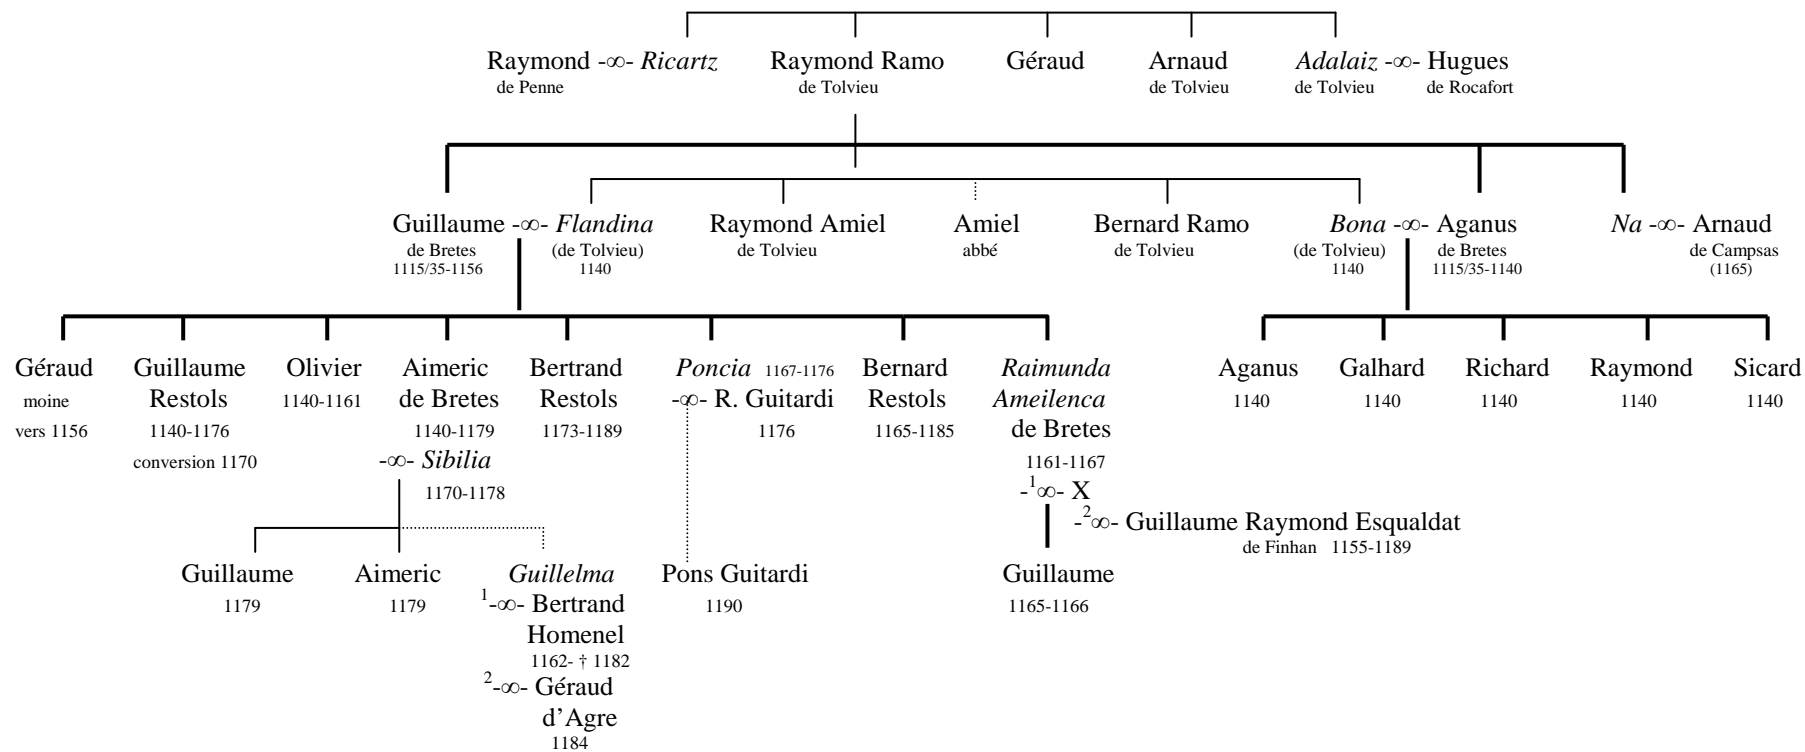 Raymond -∞- Ricartz Raymond Ramo Géraud Arnaud Adalaiz -∞- Hugues
de Penne de Tolvieu de Tolvieu de Tolvieu de Rocafort
Guillaume -∞- Flandina Raymond Amiel Amiel Bernard Ramo Bona -∞- Aganus Na -∞- Arnaud
de Bretes (de Tolvieu) de Tolvieu abbé de Tolvieu (de Tolvieu) de Bretes de Campsas
1115/35-1156 1140 1140 1115/35-1140 (1165)
Géraud Guillaume Olivier Aimeric Bertrand Poncia 1167-1176 Bernard Raimunda Aganus Galhard Richard Raymond Sicard
moine Restols 1140-1161 de Bretes Restols -∞- R. Guitardi Restols Ameilenca 1140 1140 1140 1140 1140
vers 1156 1140-1176 1140-1179 1173-1189 1176 1165-1185 de Bretes
conversion 1170 -∞- Sibilia 1161-1167
1170-1178 -1∞- X
-2∞- Guillaume Raymond Esqualdat
de Finhan 1155-1189
Guillaume Aimeric Guillelma Pons Guitardi Guillaume
1179 1179 1-∞- Bertrand 1190 1165-1166
Homenel
1162- † 1182
2-∞- Géraud
d’Agre
1184